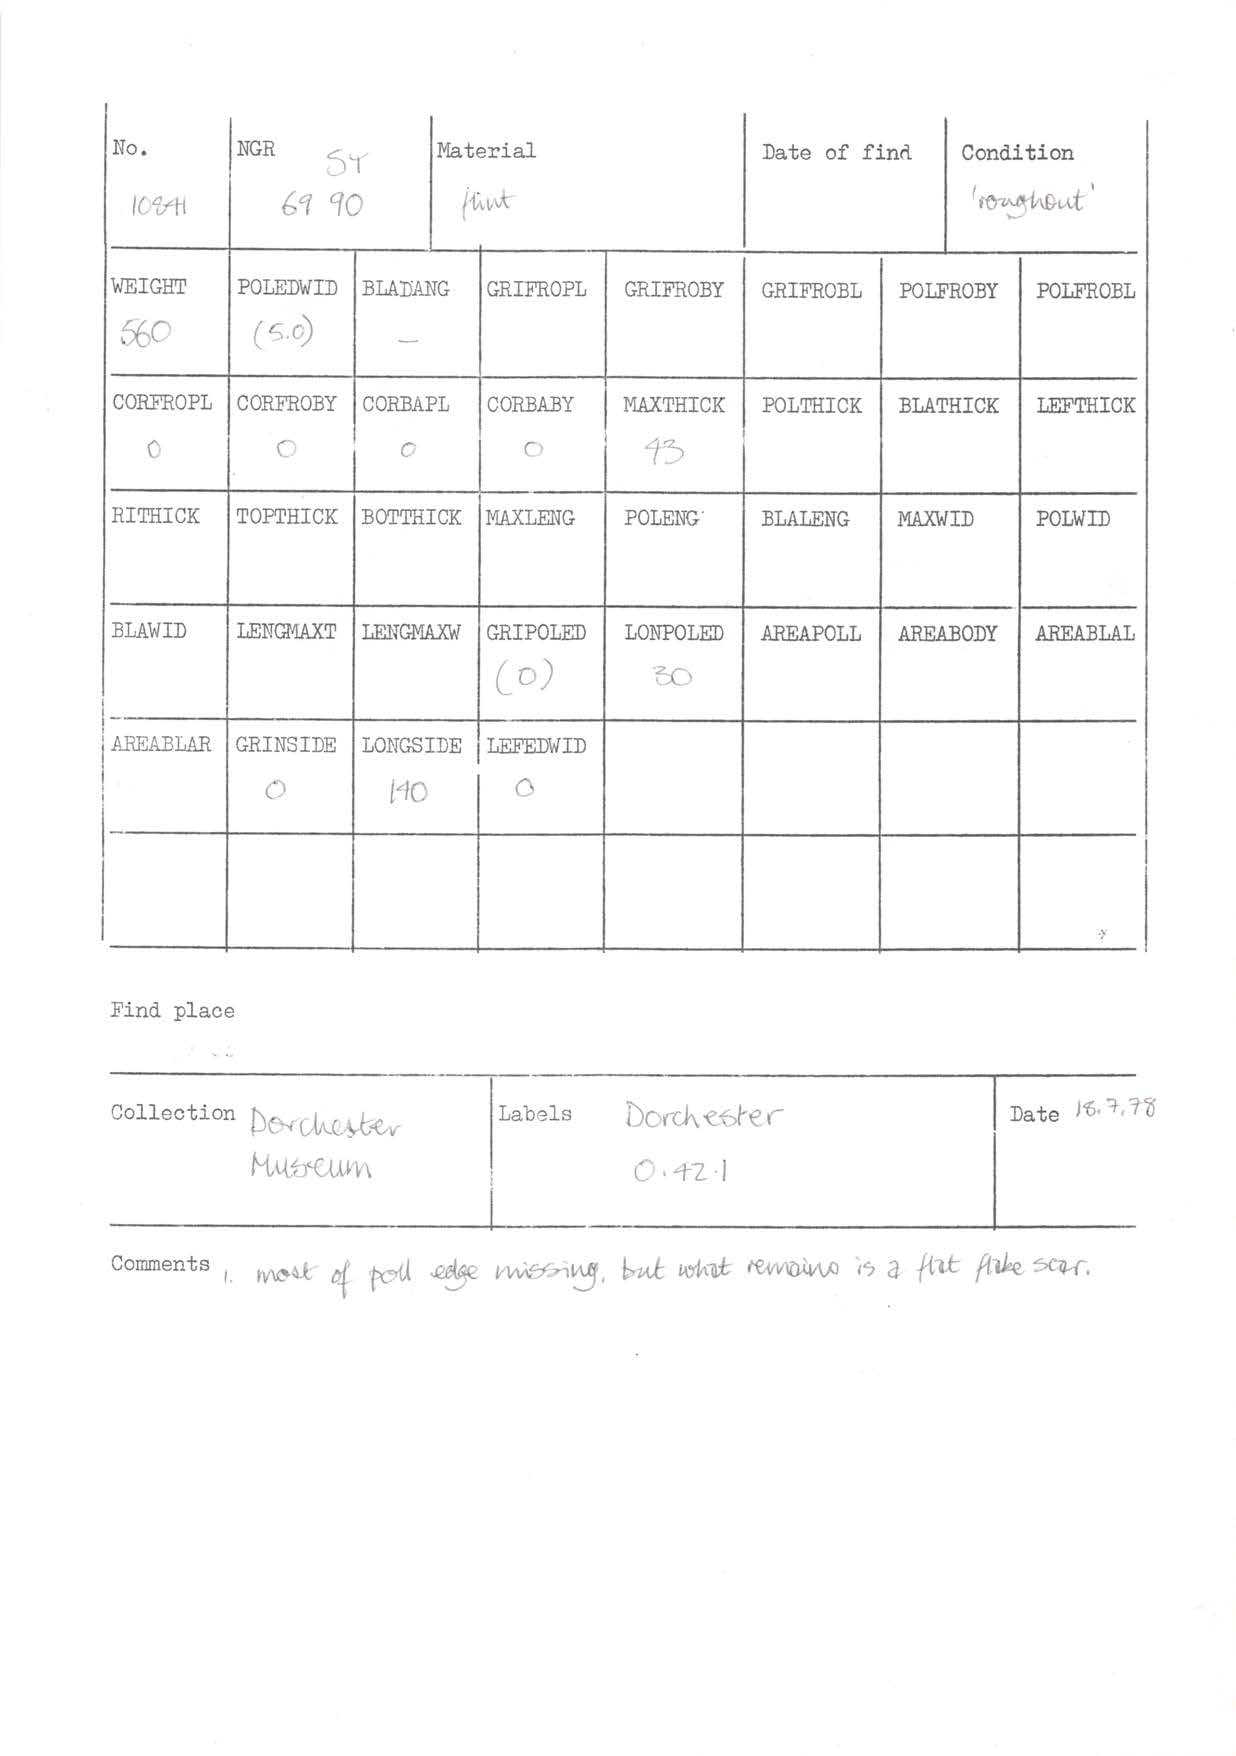 No. NGR SY Material Date of find Condition
10841 69 90 flint 'roughout'
WEIGHT POLEDWID BLADANG GRIFROPL GRIFROBY GRIFROBL POLFROBY POLFROBL
560 (5.0) —
CORFROPL CORFROBY CORBAPL CORBABY MAXTHICK POLTHICK BLATHICK LEFTHICK
0 0 0 0 43
RITHICK TOPTHICK BOTTHICK MAXLENG POLENG BLALENG MAXWID POLWID
BLAWID LENGMAXT LENGMAXW GRIPOLED LONPOLED AREAPOLL AREABODY AREABLAL
(0) 30
AREABLAR GRINSIDE LONGSIDE LEFEDWID
0 140 0
Find place
Collection Dorchester Labels Dorchester Date 18.7.78
Museum 0.42.1
Comments 1. most of poll edge missing, but what remains is a flat flake scar.